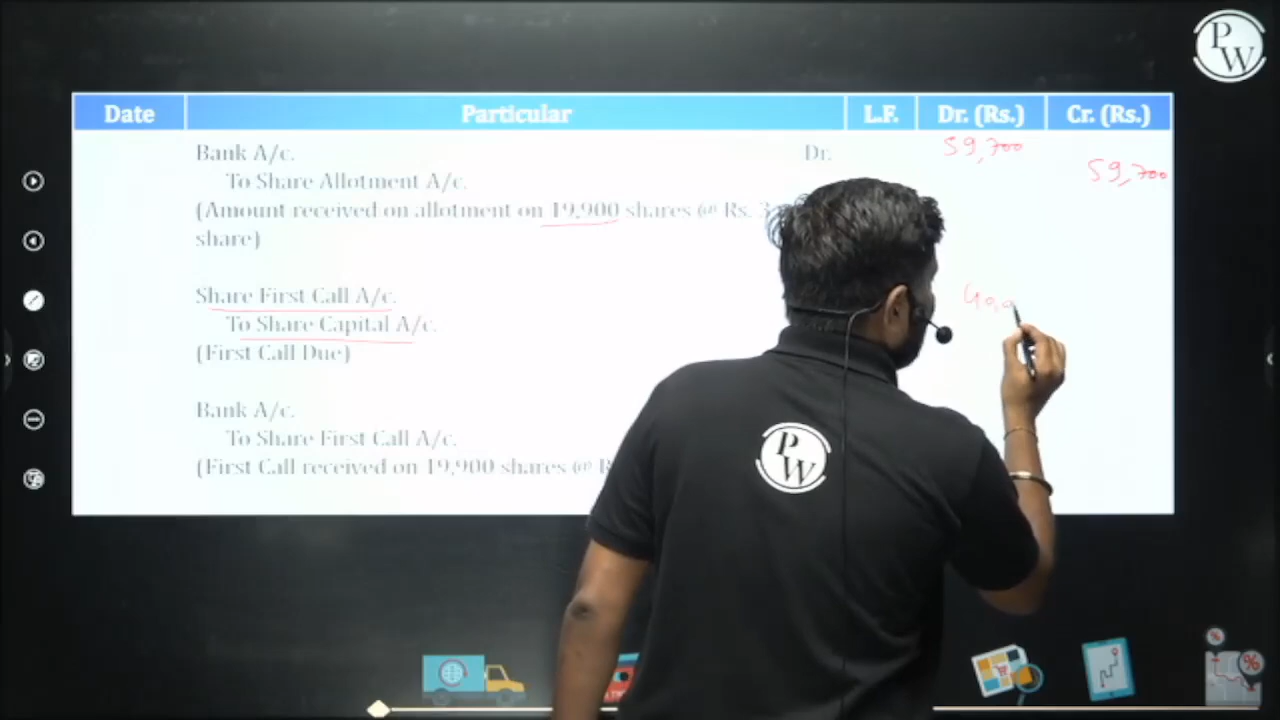 PW
Date Particular L.F. Dr. (Rs.) Cr. (Rs.)
Bank A/c. Dr. 59,700
To Share Allotment A/c. 59,700
(Amount received on allotment on 19,900 shares @ Rs. 3
share)
Share First Call A/c.
To Share Capital A/c.
(First Call Due)
Bank A/c.
To Share First Call A/c.
(First Call received on 19,900 shares @ R
PW
%
%